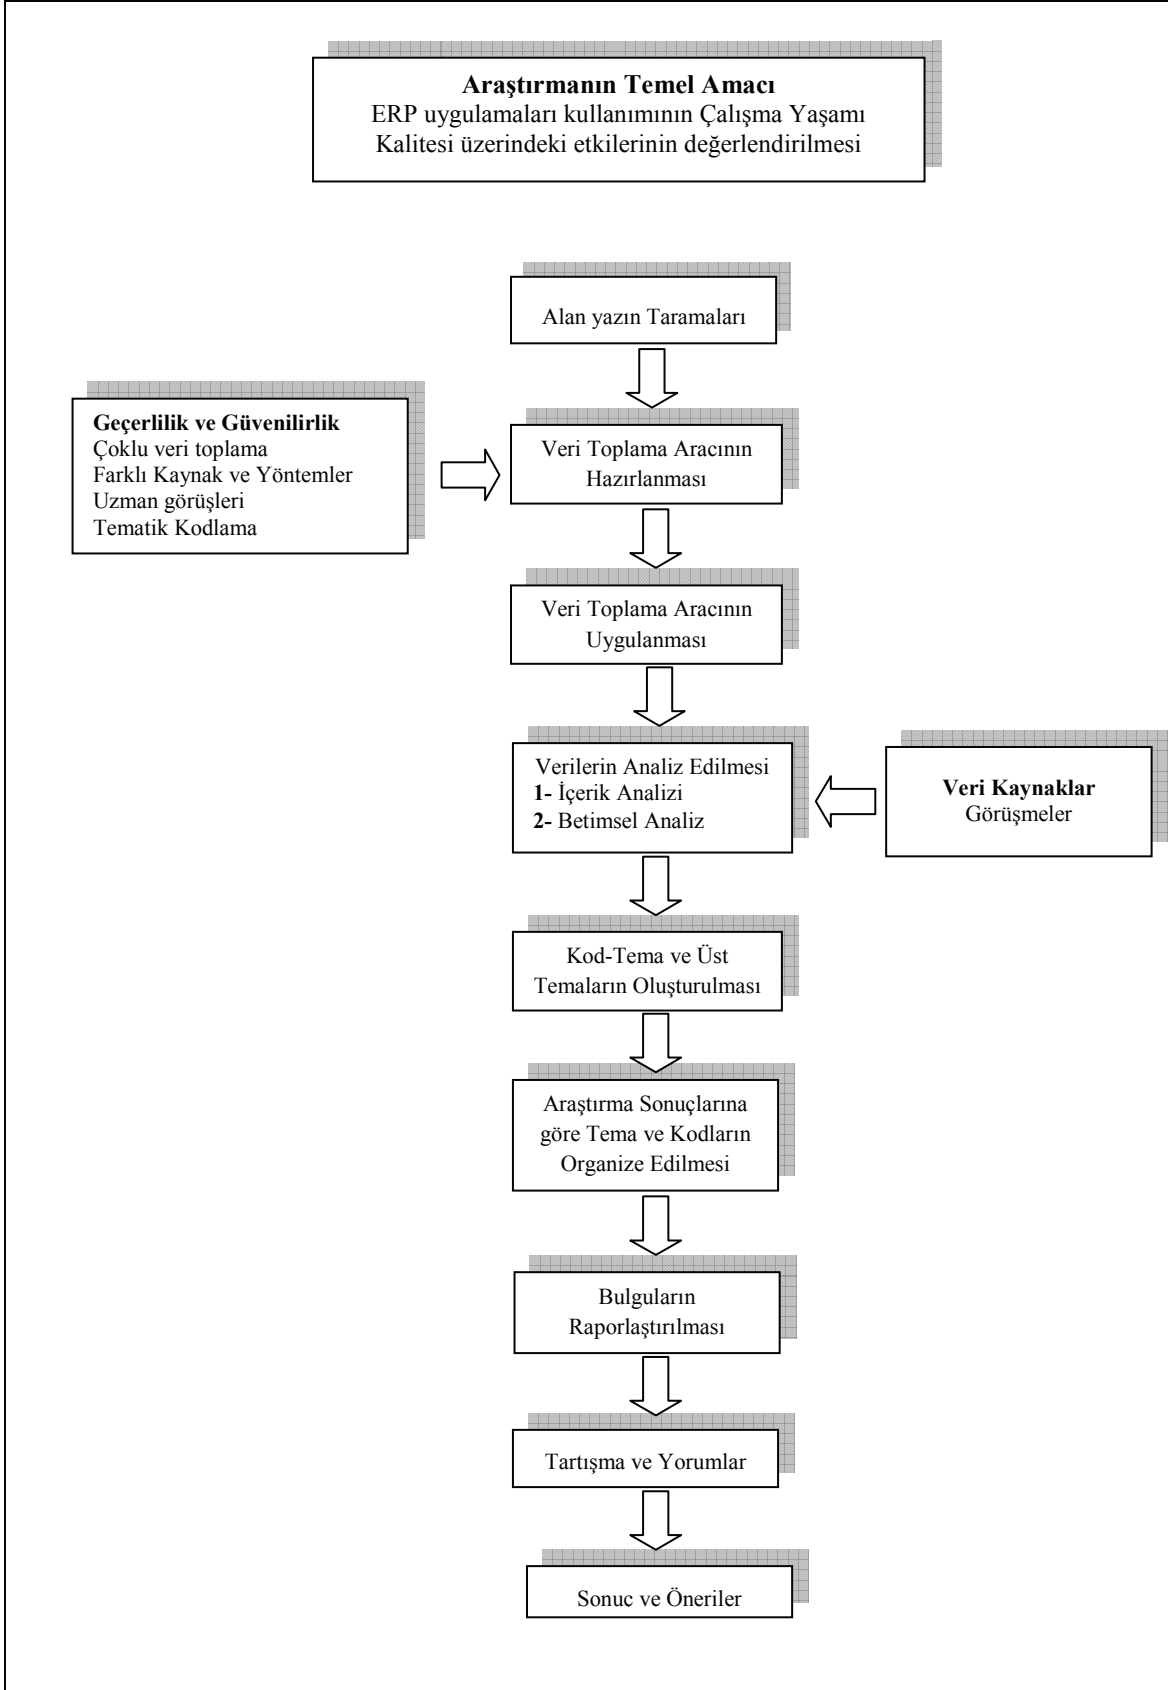 Araştırmanın Temel Amacı
ERP uygulamaları kullanımının Çalışma Yaşamı
Kalitesi üzerindeki etkilerinin değerlendirilmesi
Alan yazın Taramaları
Geçerlilik ve Güvenilirlik
Çoklu veri toplama
Farklı Kaynak ve Yöntemler
Uzman görüşleri
Tematik Kodlama
Veri Toplama Aracının
Hazırlanması
Veri Toplama Aracının
Uygulanması
Verilerin Analiz Edilmesi
1- İçerik Analizi
2- Betimsel Analiz
Veri Kaynaklar
Görüşmeler
Kod-Tema ve Üst
Temaların Oluşturulması
Araştırma Sonuçlarına
göre Tema ve Kodların
Organize Edilmesi
Bulguların
Raporlaştırılması
Tartışma ve Yorumlar
Sonuc ve Öneriler